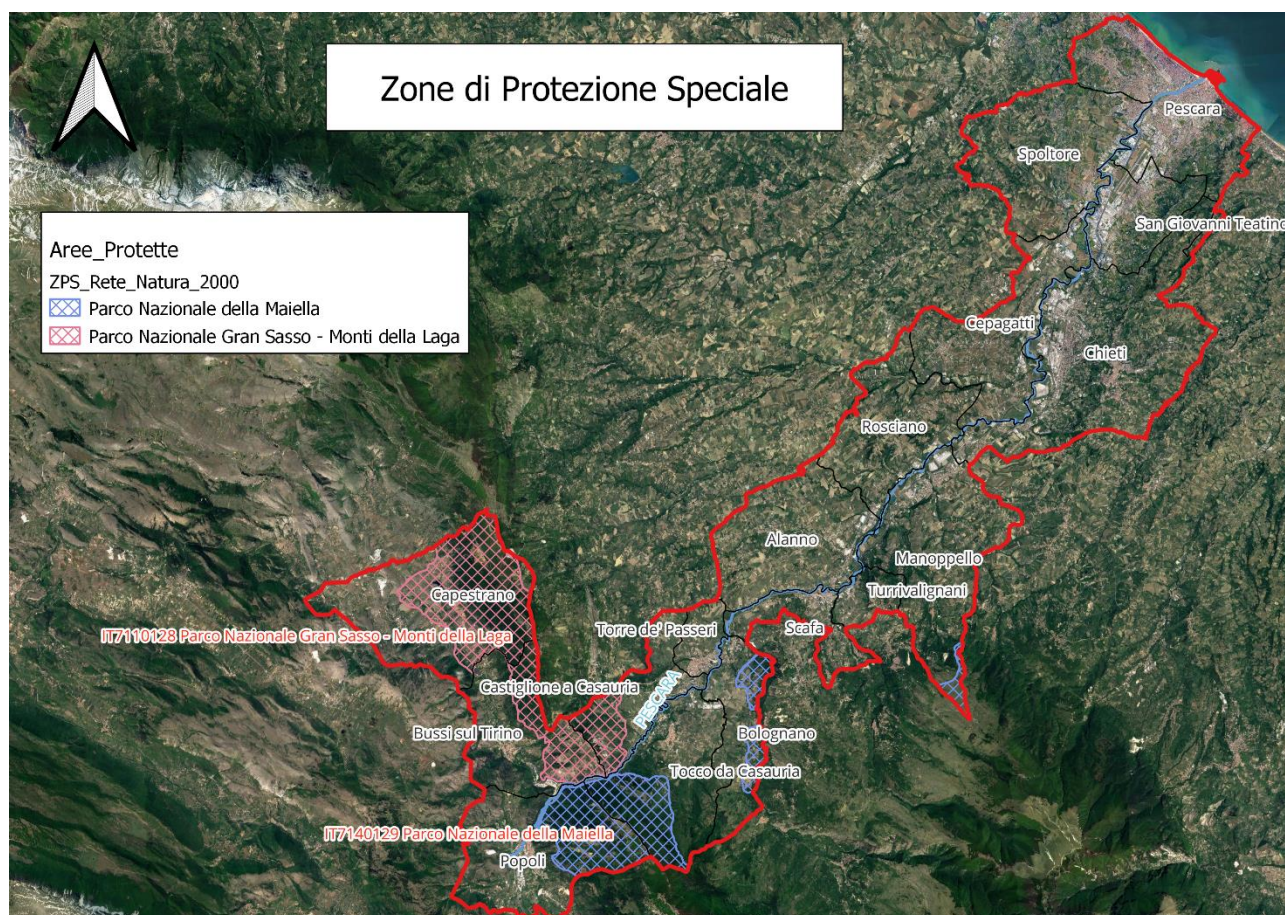 Zone di Protezione Speciale
Aree_Protette
ZPS_Rete_Natura_2000
Parco Nazionale della Maiella
Parco Nazionale Gran Sasso - Monti della Laga
Pescara
Spoltore
San Giovanni Teatino
Cepagatti
Chieti
Rosciano
Alanno
Manoppello
Turrivalignani
Capestrano
Torre de' Passeri
Scafa
IT7110128 Parco Nazionale Gran Sasso - Monti della Laga
Castiglione a Casauria
PESCARA
Bussi sul Tirino
Bolognano
Tocco da Casauria
IT7140129 Parco Nazionale della Maiella
Popoli